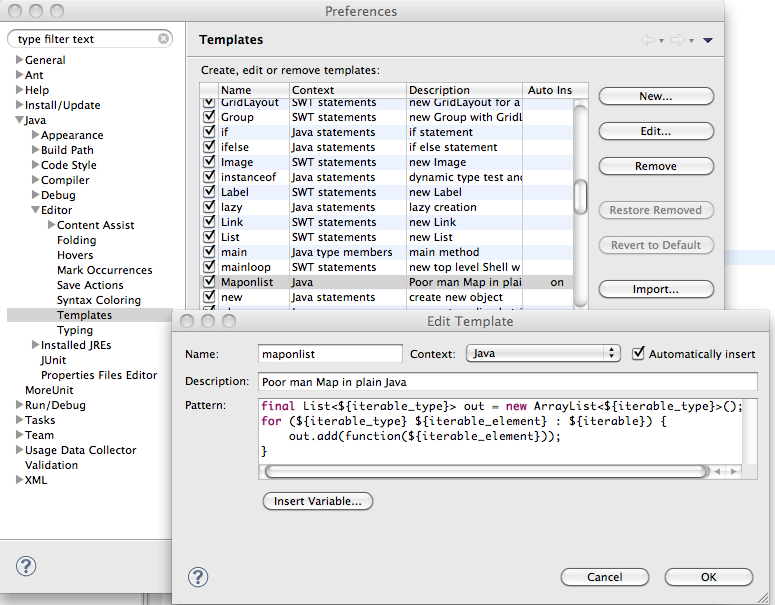 Preferences
type filter text
General
Ant
Help
Install/Update
Java
Appearance
Build Path
Code Style
Compiler
Debug
Editor
Content Assist
Folding
Hovers
Mark Occurrences
Save Actions
Syntax Coloring
Templates
Typing
Installed JREs
JUnit
Properties Files Editor
MoreUnit
Run/Debug
Tasks
Team
Usage Data Collector
Validation
XML
Templates
Create, edit or remove templates:
Name Context Description Auto Ins
GridLayout SWT statements new GridLayout for a
Group SWT statements new Group with GridL
if Java statements if statement
ifelse Java statements if else statement
Image SWT statements new Image
instanceof Java statements dynamic type test and
Label SWT statements new Label
lazy Java statements lazy creation
Link SWT statements new Link
List SWT statements new List
main Java type members main method
mainloop SWT statements new top level Shell w
Maponlist Java Poor man Map in plai on
new Java statements create new object
New...
Edit...
Remove
Restore Removed
Revert to Default
Import...
Edit Template
Name: maponlist Context: Java Automatically insert
Description: Poor man Map in plain Java
Pattern: final List<${iterable_type}> out = new ArrayList<${iterable_type}>();
for (${iterable_type} ${iterable_element} : ${iterable}) {
out.add(function(${iterable_element}));
}
Insert Variable...
Cancel OK